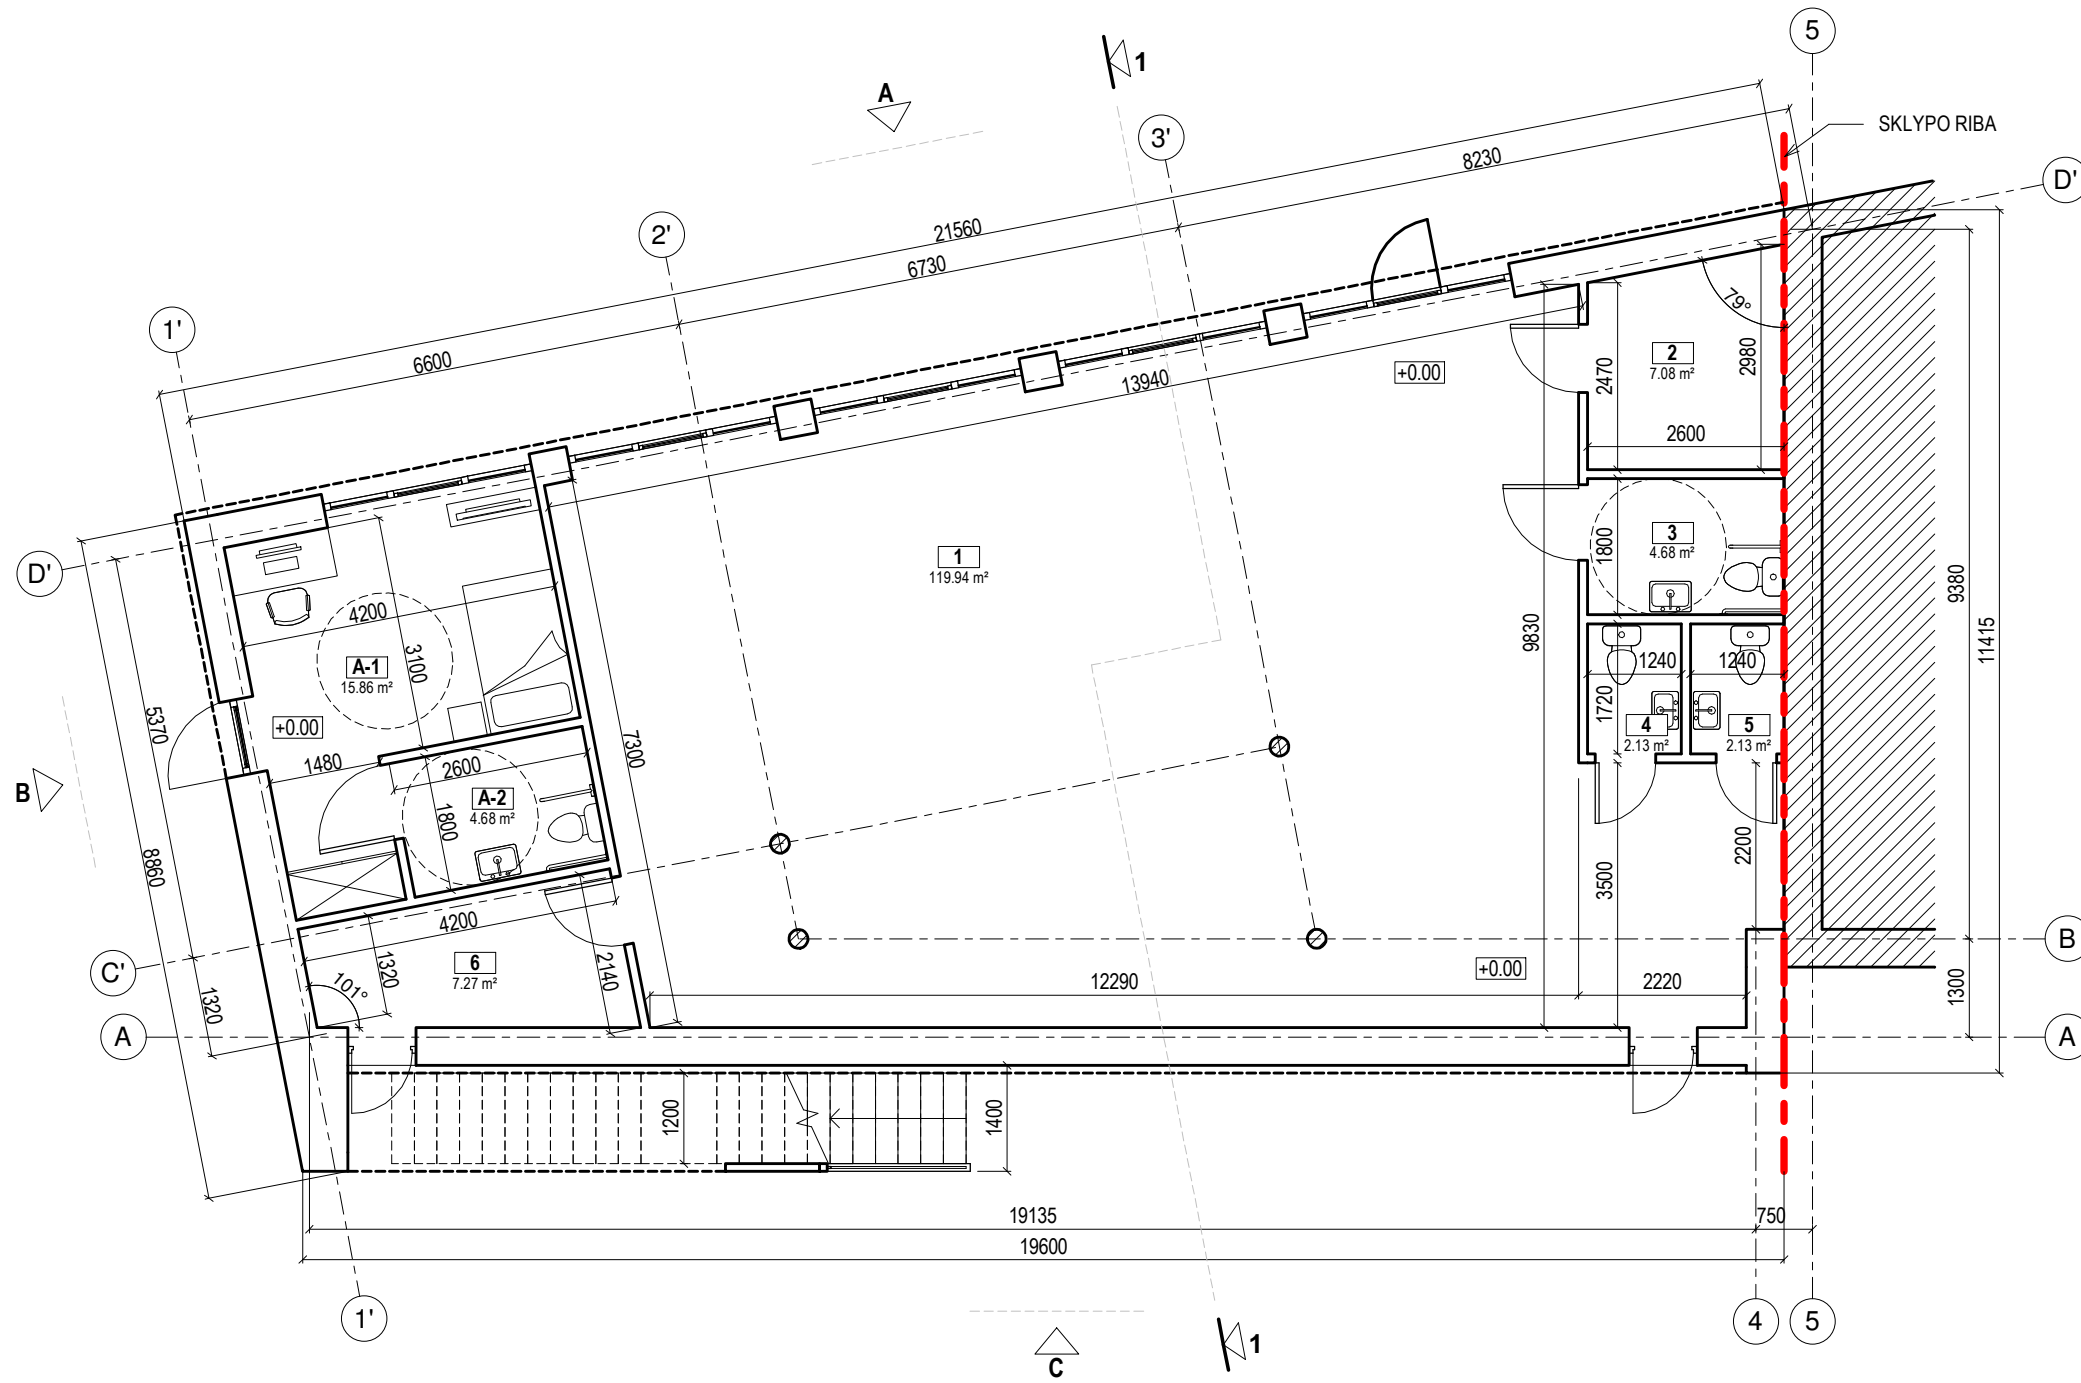 5
1
A
3'
SKLYPO RIBA
8230
D'
2'
21560
6730
1'
6600
79°
2
7.08 m²
2980
2470
+0.00
13940
2600
D'
1
119.94 m²
3
4.68 m²
1800
9380
4200
3100
A-1
15.86 m²
9830
11415
1240
1240
1720
5370
+0.00
7300
4
2.13 m²
5
2.13 m²
1480
2600
B
A-2
4.68 m²
1800
8860
2200
3500
4200
C'
6
7.27 m²
1320
101°
2140
B
+0.00
12290
2220
1300
1320
A
A
1200
1400
19135
750
19600
1'
4
5
C
1